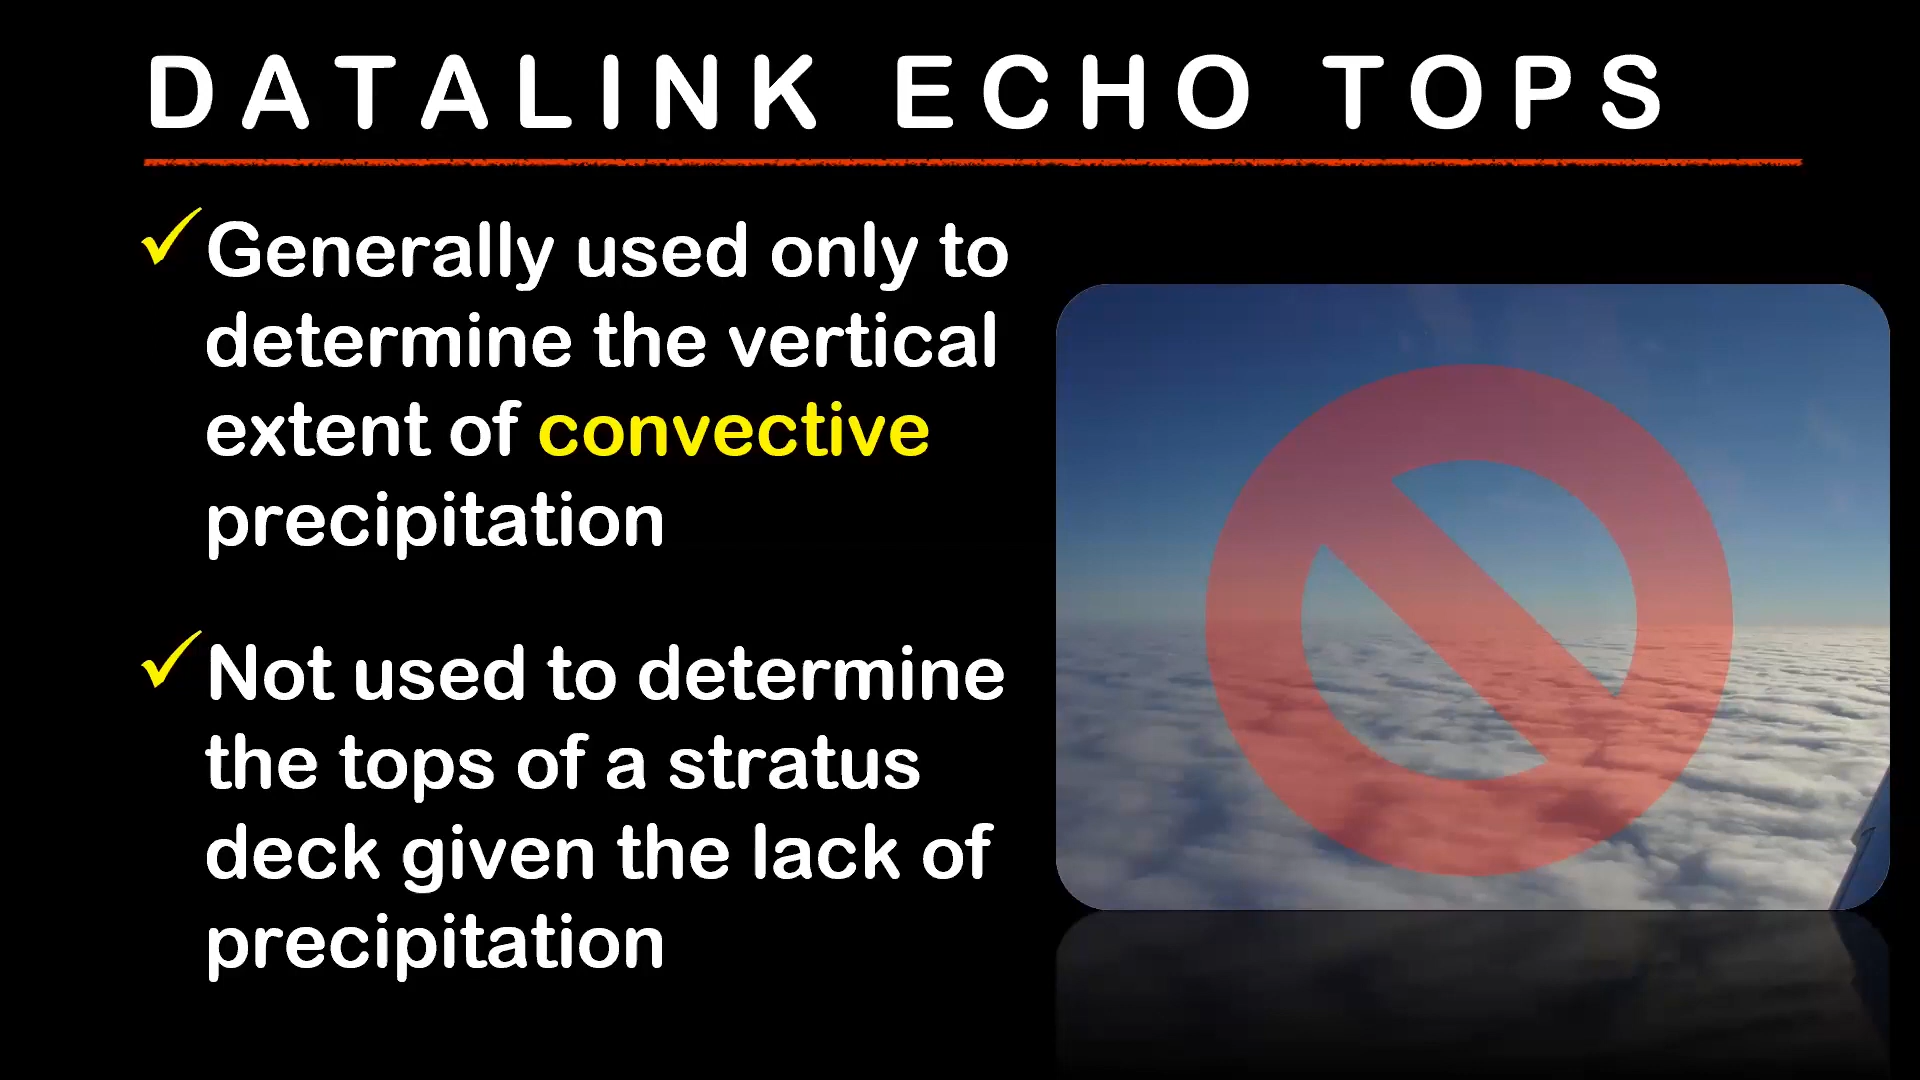 DATALINK ECHO TOPS
Generally used only to
determine the vertical
extent of convective
precipitation
Not used to determine
the tops of a stratus
deck given the lack of
precipitation